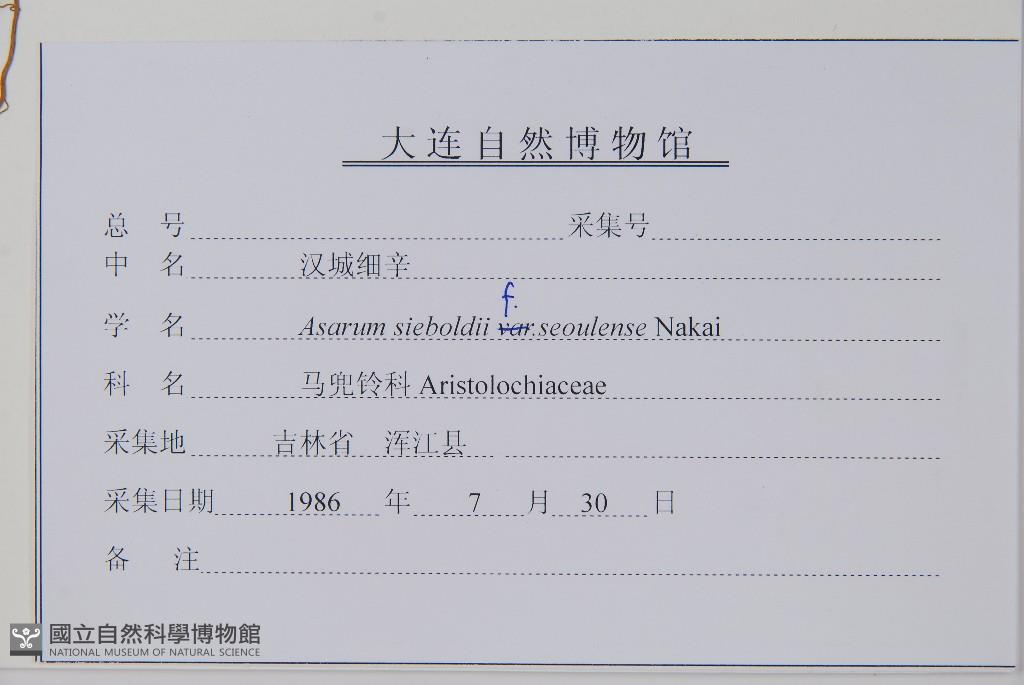 大连自然博物馆
总 号 采集号
中 名 汉城细辛
f.
学 名 Asarum sieboldii var.seoulense Nakai
科 名 马兜铃科 Aristolochiaceae
采集地 吉林省 浑江县
采集日期 1986 年 7 月 30 日
备 注
國立自然科學博物館
NATIONAL MUSEUM OF NATURAL SCIENCE